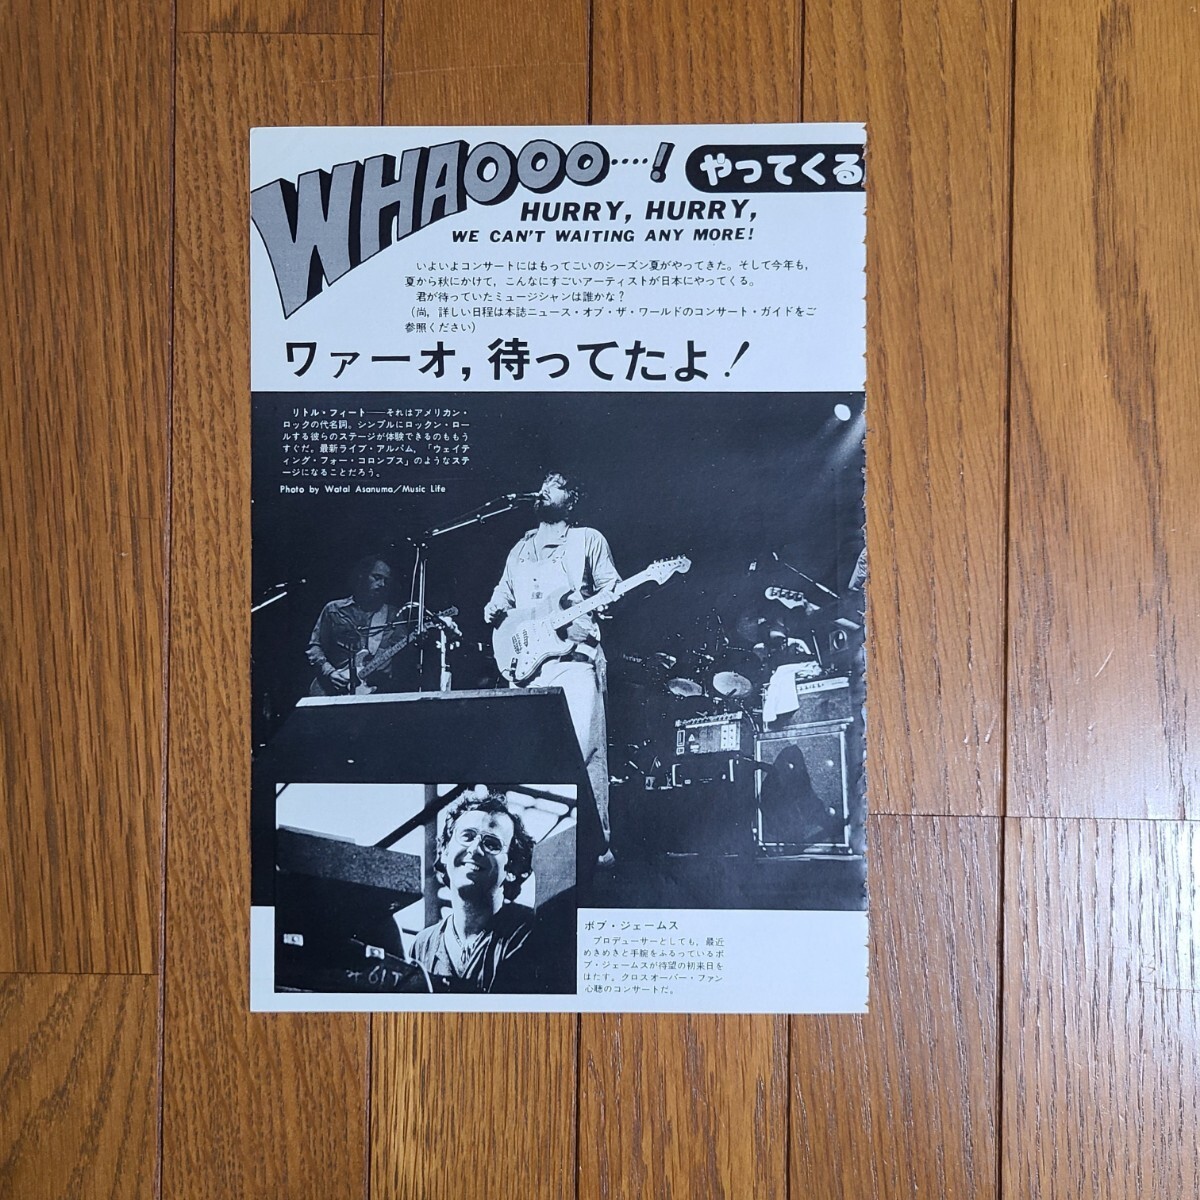 WHAOOO....!
やってくる
HURRY, HURRY,
WE CAN'T WAITING ANY MORE!
いよいよコンサートにはもってこいのシーズン夏がやってきた。そして今年も,
夏から秋にかけて, こんなにすごいアーティストが日本にやってくる。
君が待っていたミュージシャンは誰かな?
(尚, 詳しい日程は本誌ニュース・オブ・ザ・ワールドのコンサート・ガイドをご
参照ください)
ワァーオ, 待ってたよ!
リトル・フィート——それはアメリカン・
ロックの代名詞。シンプルにロックン・ロー
ルする彼らのステージが体験できるのももう
すぐだ。最新ライブ・アルバム, 「ウェイテ
ィング・フォー・コロンブス」のようなステ
ージになることだろう。
Photo by Watal Asanuma/Music Life
ボブ・ジェームス
プロデューサーとしても, 最近
めきめきと手腕をふるっているボ
ブ・ジェームスが待望の初来日を
はたす。クロスオーバー・ファン
心聴のコンサートだ。